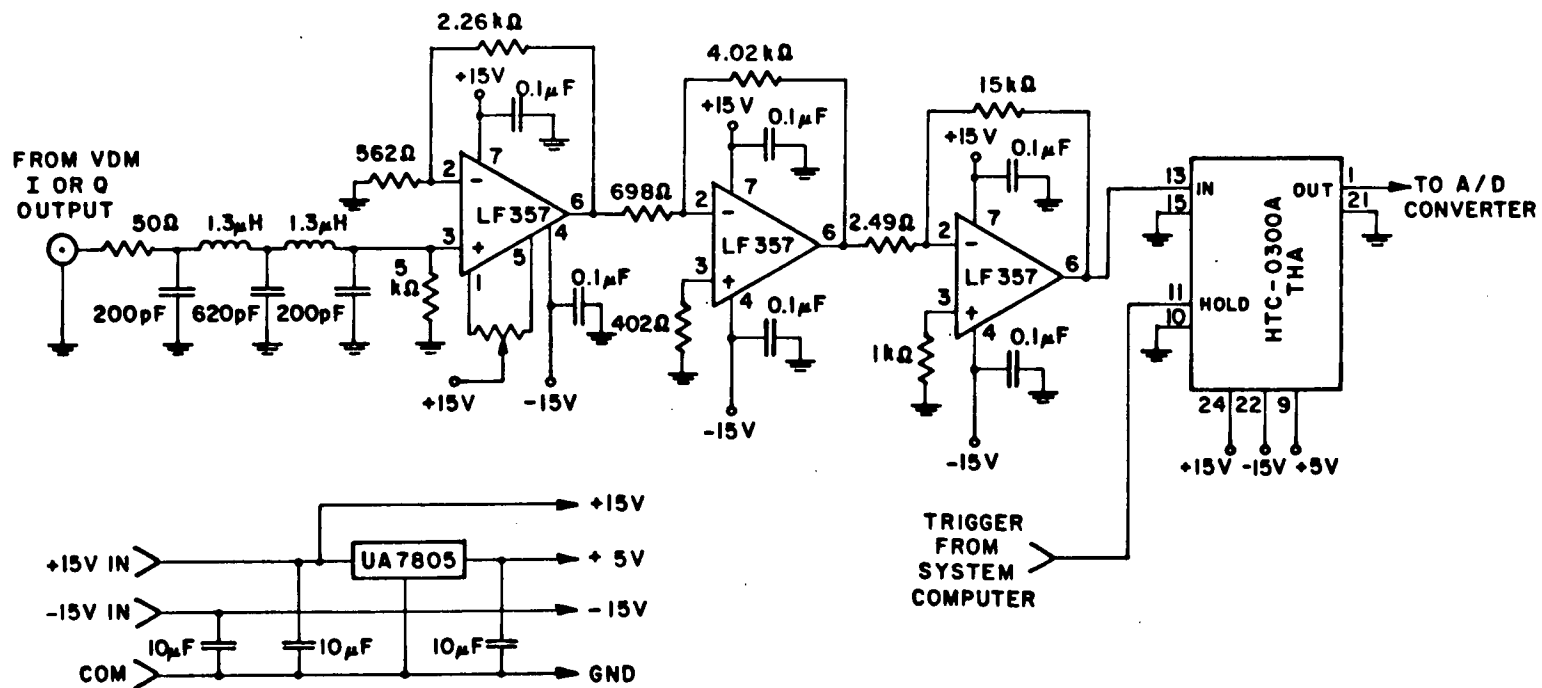 2.26kΩ
+15V
0.1μF
4.02kΩ
+15V
0.1μF
15kΩ
+15V
0.1μF
FROM VDM
I OR Q
OUTPUT
562Ω
2
−
7
6
LF357
3
+
4
5
1
50Ω
1.3μH
1.3μH
200pF
620pF
200pF
5
kΩ
0.1μF
+15V
-15V
698Ω
2
−
7
LF357
6
3
+
4
402Ω
0.1μF
-15V
2.49Ω
2
−
7
LF357
6
3
+
4
1kΩ
0.1μF
-15V
13
IN
15
11
HOLD
10
HTC-0300A
THA
OUT
1
21
TO A/D
CONVERTER
24
22
9
+15V
-15V
+5V
TRIGGER
FROM
SYSTEM
COMPUTER
+15V IN
-15V IN
COM
UA7805
10μF
10μF
10μF
+15V
+ 5V
-15V
GND